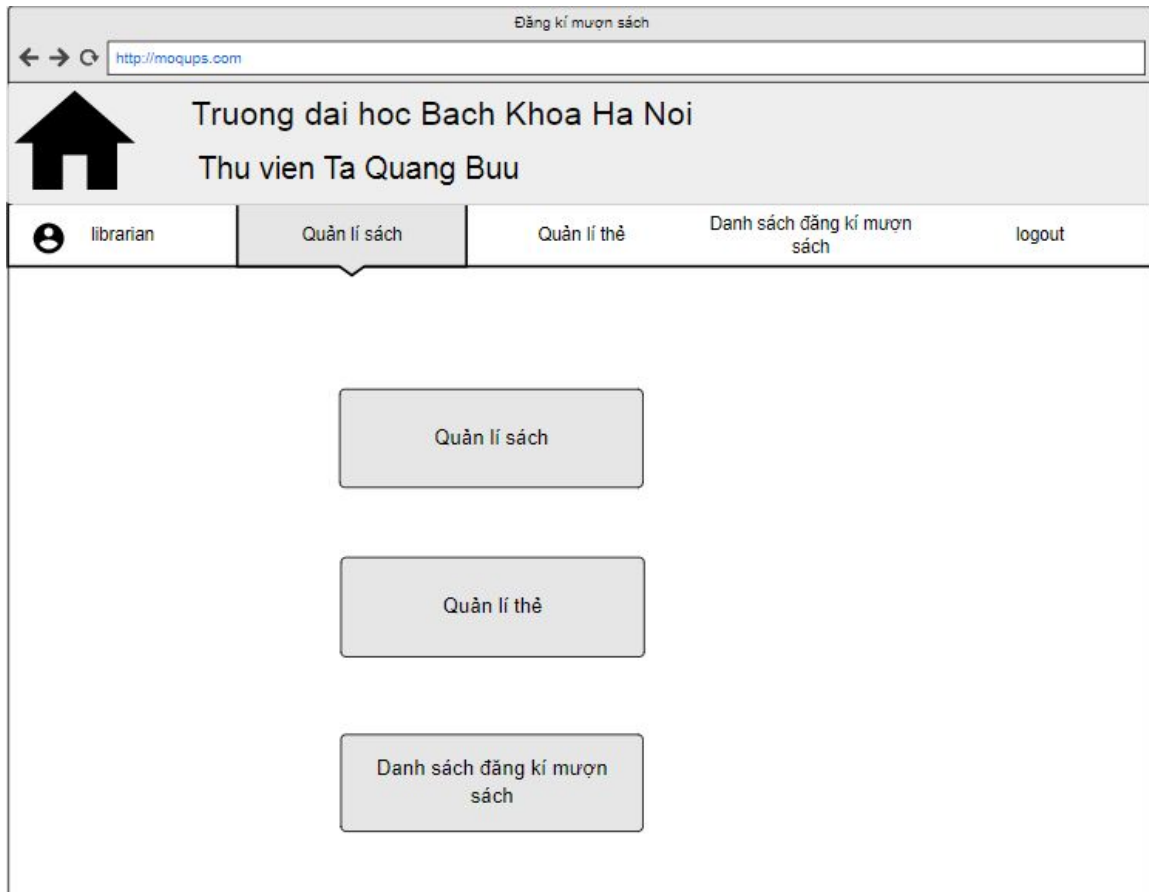 Đăng kí mượn sách
http://moqups.com
Truong dai hoc Bach Khoa Ha Noi
Thu vien Ta Quang Buu
librarian
Quản lí sách
Quản lí thẻ
Danh sách đăng kí mượn
sách
logout
Quản lí sách
Quản lí thẻ
Danh sách đăng kí mượn
sách